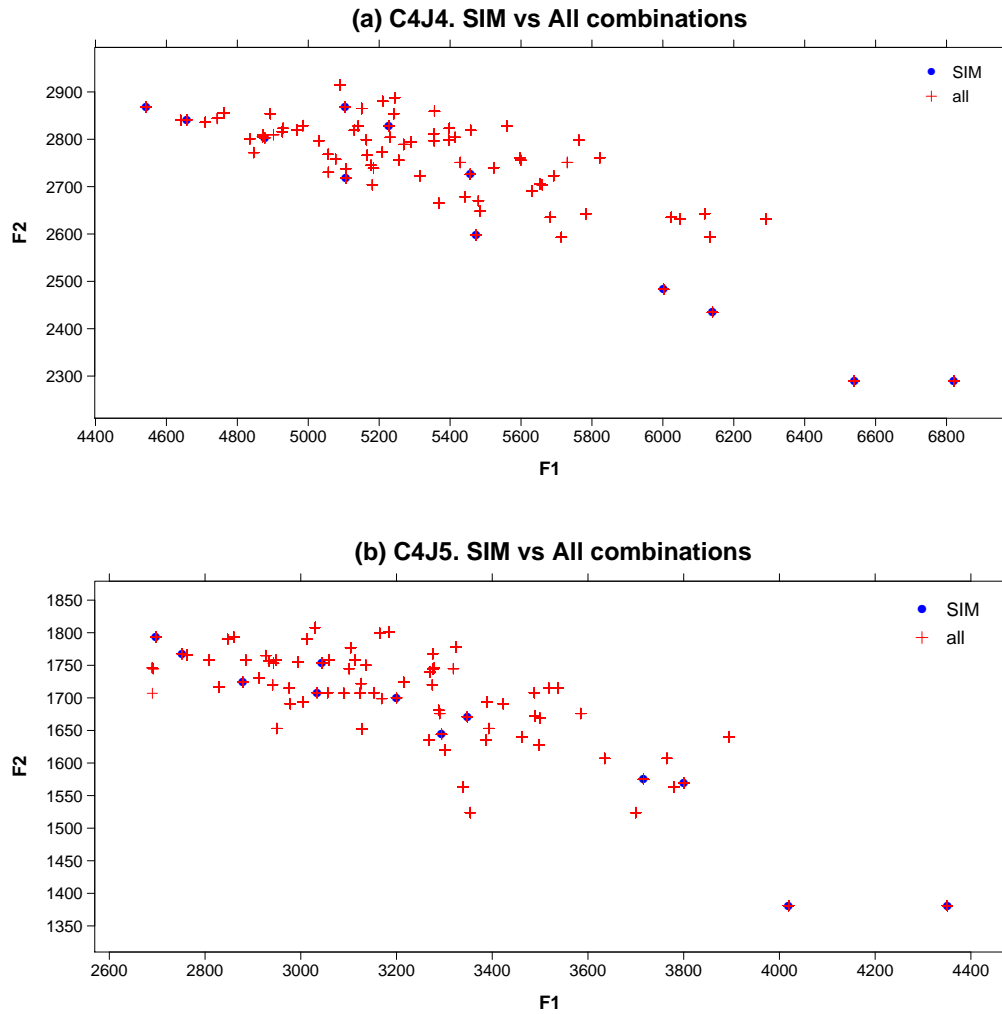 (a) C4J4. SIM vs All combinations
SIM
all
2900
2800
2700
2600
2500
2400
2300
F2
4400 4600 4800 5000 5200 5400 5600 5800 6000 6200 6400 6600 6800
F1
(b) C4J5. SIM vs All combinations
SIM
all
1850
1800
1750
1700
1650
1600
1550
1500
1450
1400
1350
F2
2600 2800 3000 3200 3400 3600 3800 4000 4200 4400
F1